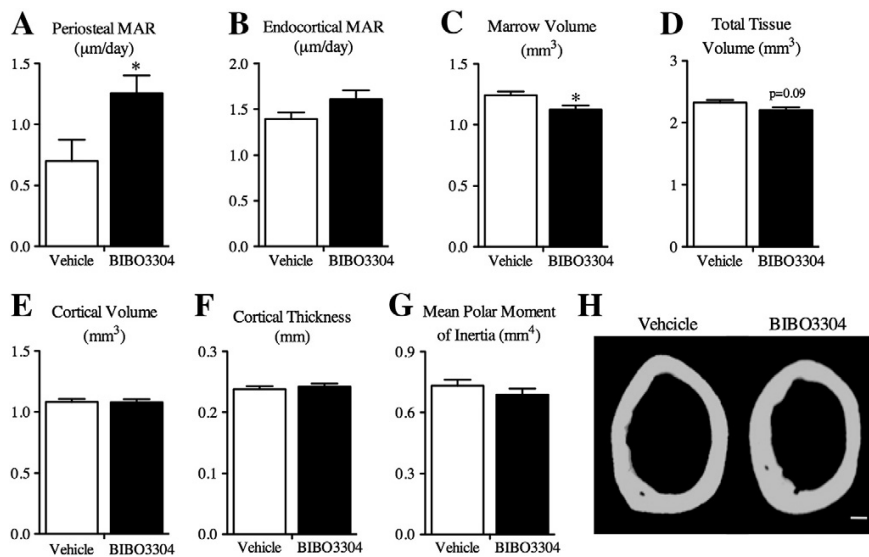 A
Periosteal MAR
(μm/day)
1.5
1.0
0.5
0.0
*
Vehicle
BIBO3304
B
Endocortical MAR
(μm/day)
2.0
1.5
1.0
0.5
0.0
Vehicle
BIBO3304
C
Marrow Volume
(mm³)
1.5
1.0
0.5
0.0
*
Vehicle
BIBO3304
D
Total Tissue
Volume (mm³)
3
2
1
0
p=0.09
Vehicle
BIBO3304
E
Cortical Volume
(mm³)
1.5
1.0
0.5
0.0
Vehicle
BIBO3304
F
Cortical Thickness
(mm)
0.3
0.2
0.1
0.0
Vehicle
BIBO3304
G
Mean Polar Moment
of Inertia (mm⁴)
0.9
0.6
0.3
0.0
Vehicle
BIBO3304
H
Vehcicle
BIBO3304